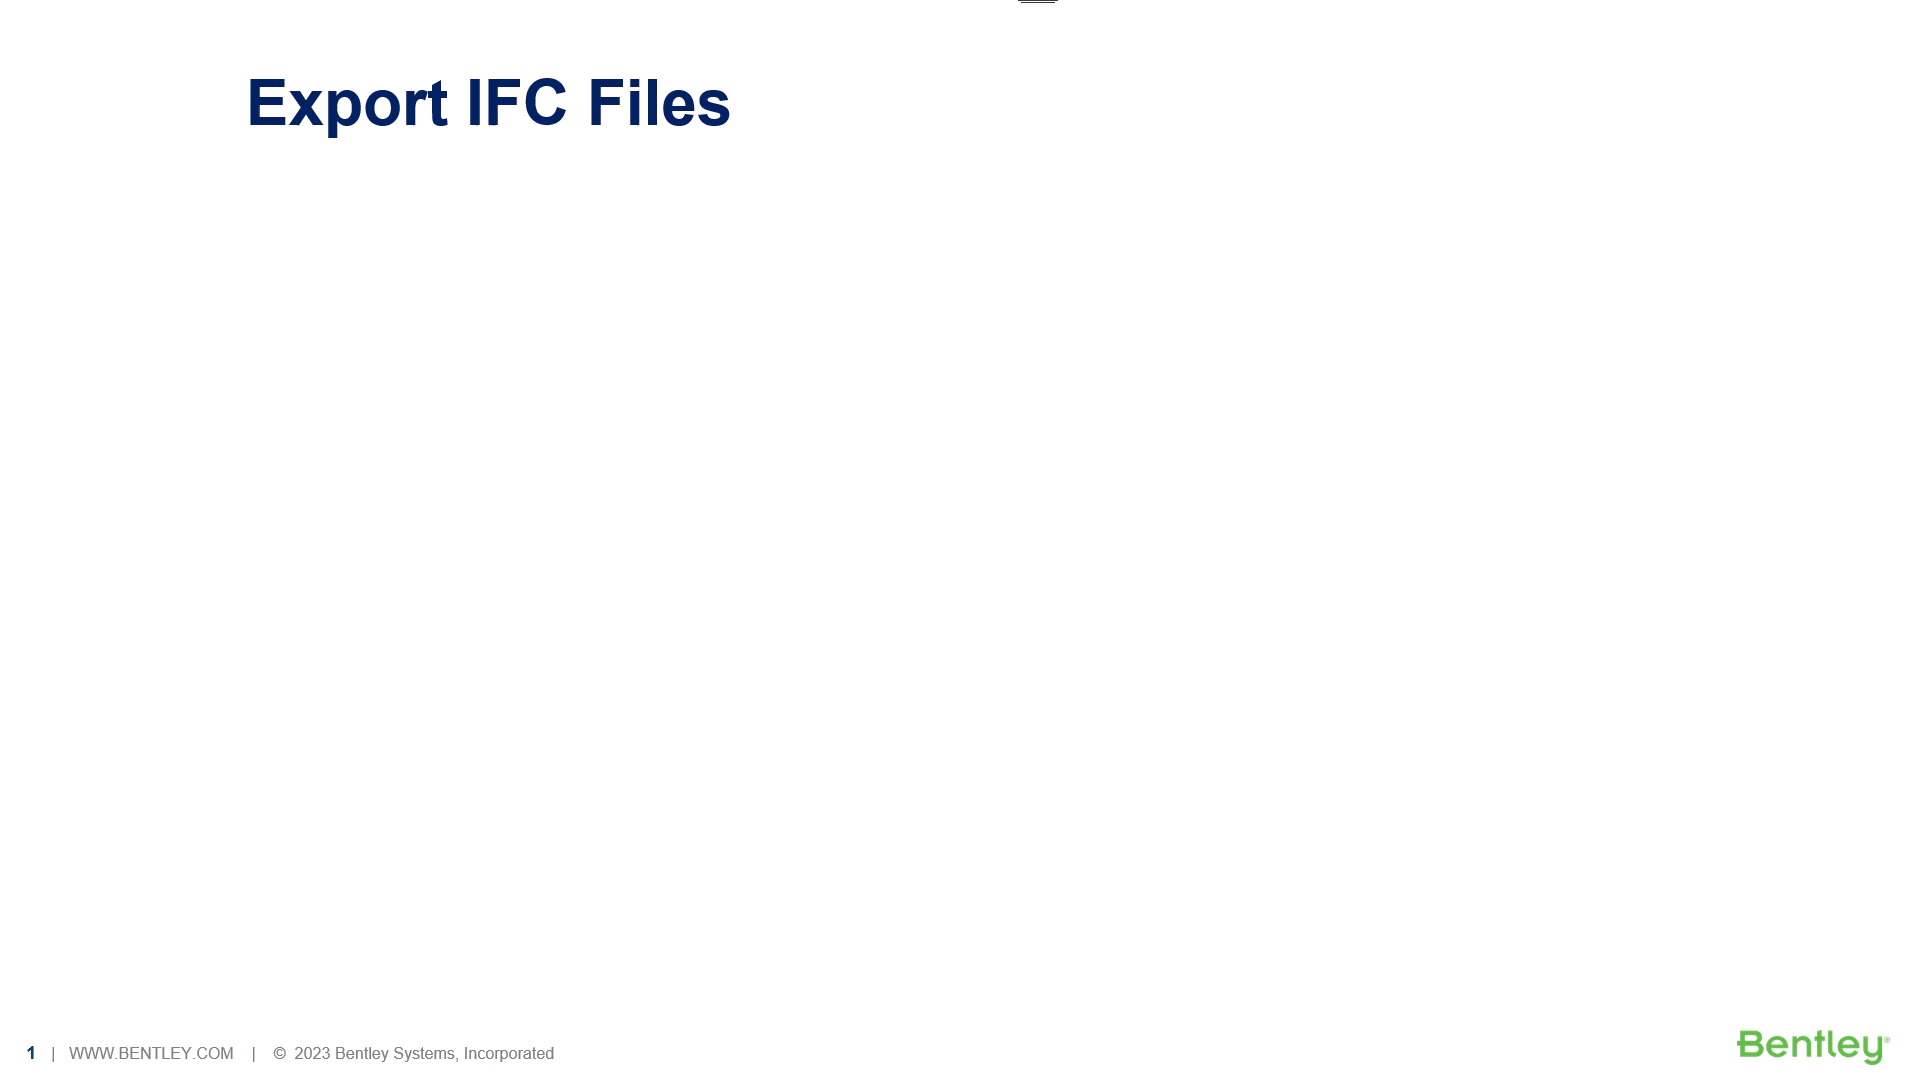 Export IFC Files
1 | WWW.BENTLEY.COM | © 2023 Bentley Systems, Incorporated
Bentley®